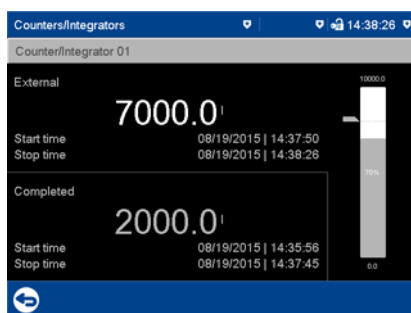 Counters/Integrators 14:38:26
Counter/Integrator 01
External
10000.0
7000.0 l
Start time 08/19/2015 | 14:37:50
Stop time 08/19/2015 | 14:38:26
70%
Completed
2000.0 l
Start time 08/19/2015 | 14:35:56
Stop time 08/19/2015 | 14:37:45
0.0